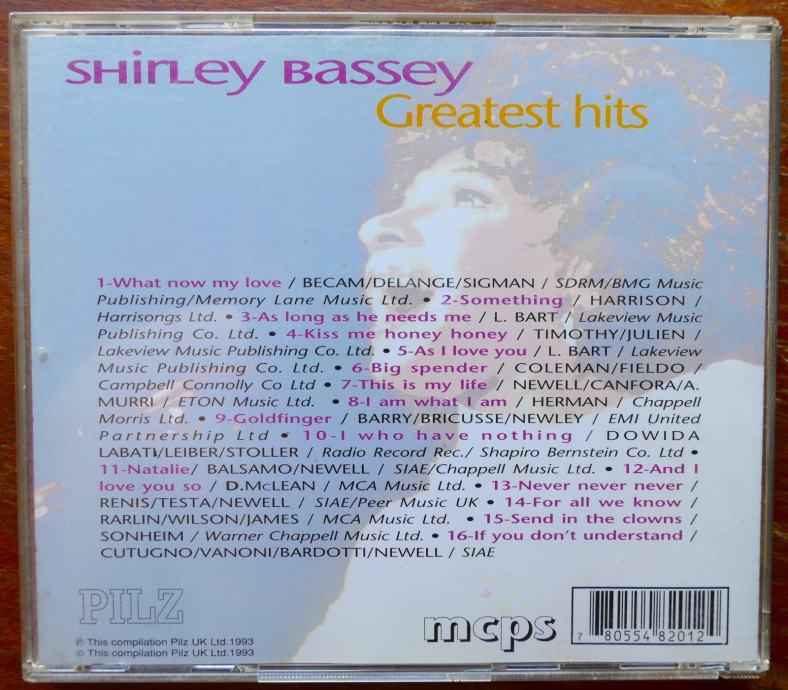 SHIRLEY BASSEY
Greatest hits
1-What now my love / BECAM/DELANGE/SIGMAN / SDRM/BMG Music
Publishing/Memory Lane Music Ltd. • 2-Something / HARRISON /
Harrisongs Ltd. • 3-As long as he needs me / L. BART / Lakeview Music
Publishing Co. Ltd. • 4-Kiss me honey honey / TIMOTHY/JULIEN /
Lakeview Music Publishing Co. Ltd. • 5-As I love you / L. BART / Lakeview
Music Publishing Co. Ltd. • 6-Big spender / COLEMAN/FIELDO /
Campbell Connolly Co Ltd • 7-This is my life / NEWELL/CANFORA/A.
MURRI / ETON Music Ltd. • 8-I am what I am / HERMAN / Chappell
Morris Ltd. • 9-Goldfinger / BARRY/BRICUSSE/NEWLEY / EMI United
Partnership Ltd • 10-I who have nothing / DOWIDA
LABATI/LEIBER/STOLLER / Radio Record Rec./ Shapiro Bernstein Co. Ltd •
11-Natalie/ BALSAMO/NEWELL / SIAE/Chappell Music Ltd. • 12-And I
love you so / D.McLEAN / MCA Music Ltd. • 13-Never never never /
RENIS/TESTA/NEWELL / SIAE/Peer Music UK • 14-For all we know /
RARLIN/WILSON/JAMES / MCA Music Ltd. • 15-Send in the clowns /
SONHEIM / Warner Chappell Music Ltd. • 16-If you don't understand /
CUTUGNO/VANONI/BARDOTTI/NEWELL / SIAE
PILZ
mcps
7 80554 82012
℗ This compilation Pilz UK Ltd.1993
© This compilation Pilz UK Ltd.1993